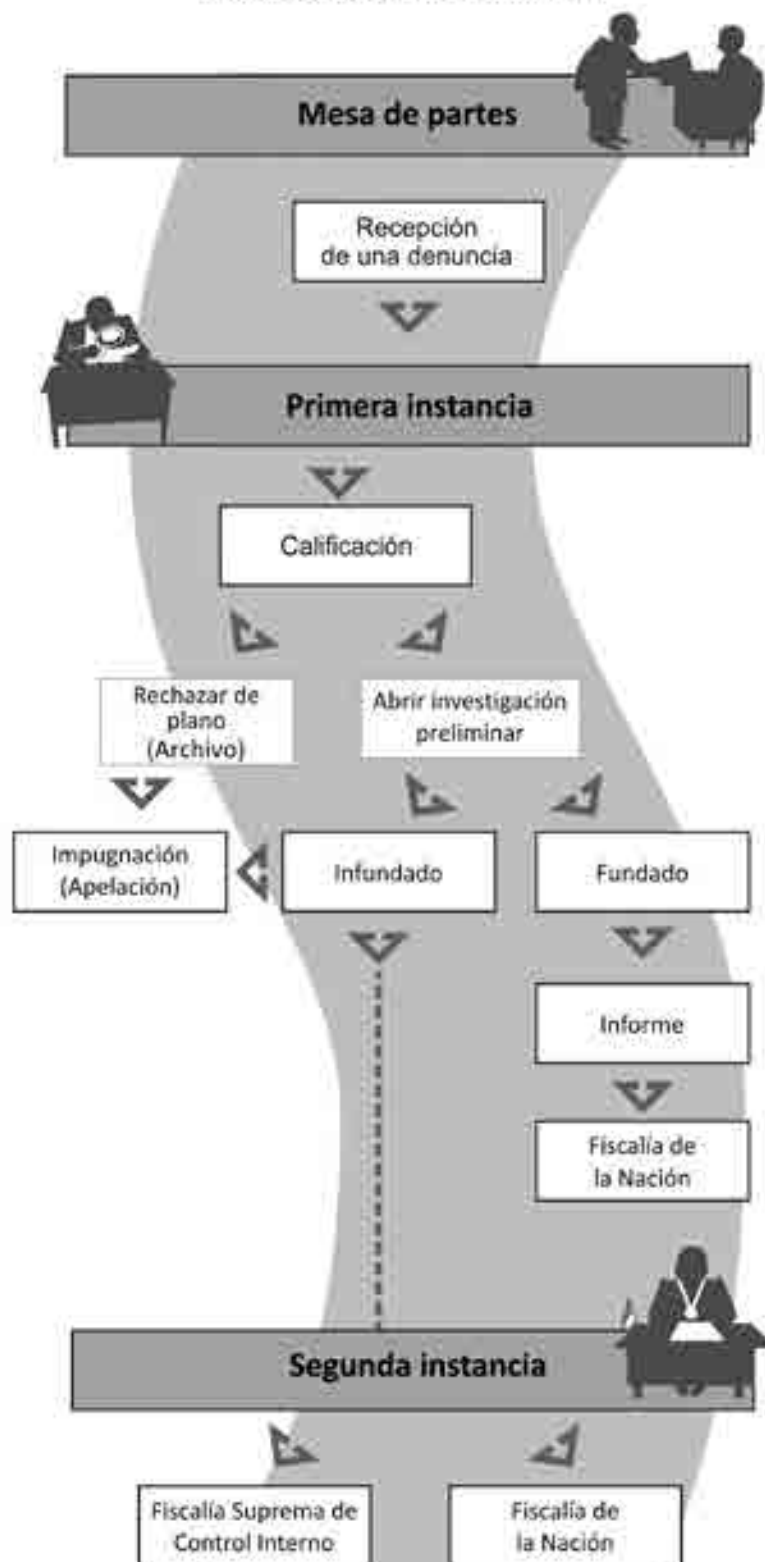 Mesa de partes
Recepción
de una denuncia
Primera instancia
Calificación
Rechazar de
plano
(Archivo)
Abrir investigación
preliminar
Impugnación
(Apelación)
Infundado
Fundado
Informe
Fiscalía de
la Nación
Segunda instancia
Fiscalía Suprema de
Control Interno
Fiscalía de
la Nación